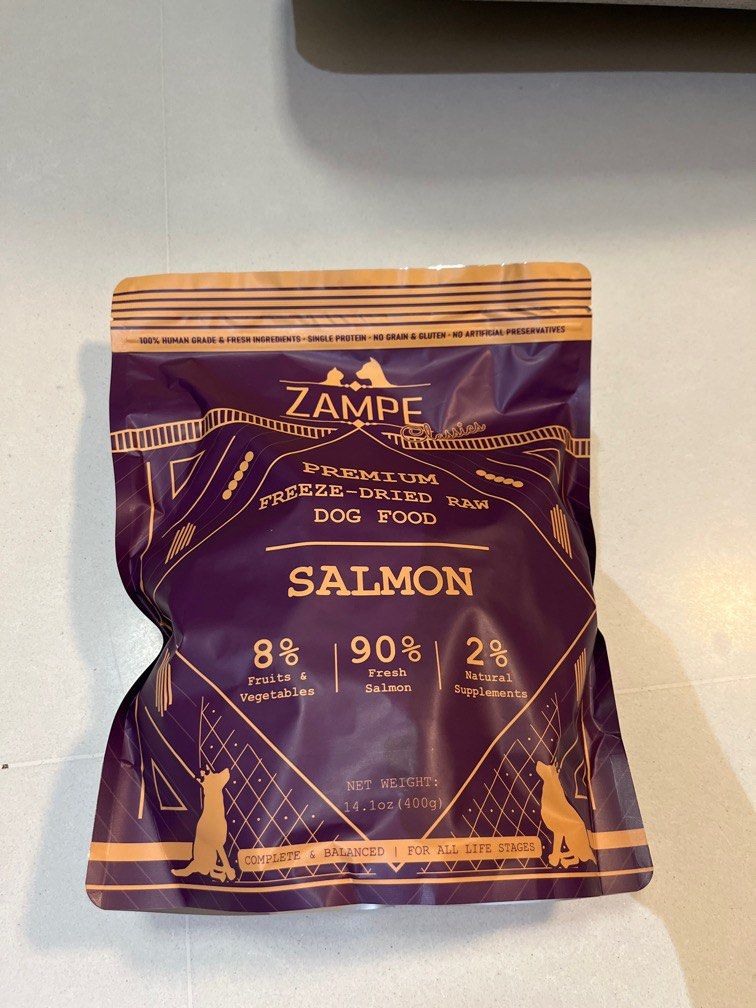 100% HUMAN GRADE & FRESH INGREDIENTS · SINGLE PROTEIN · NO GRAIN & GLUTEN · NO ARTIFICIAL PRESERVATIVES
ZAMPE
Classics
PREMIUM
FREEZE-DRIED RAW
DOG FOOD
SALMON
8% 90% 2%
Fruits & Fresh Natural
Vegetables Salmon Supplements
NET WEIGHT:
14.1oz(400g)
COMPLETE & BALANCED | FOR ALL LIFE STAGES